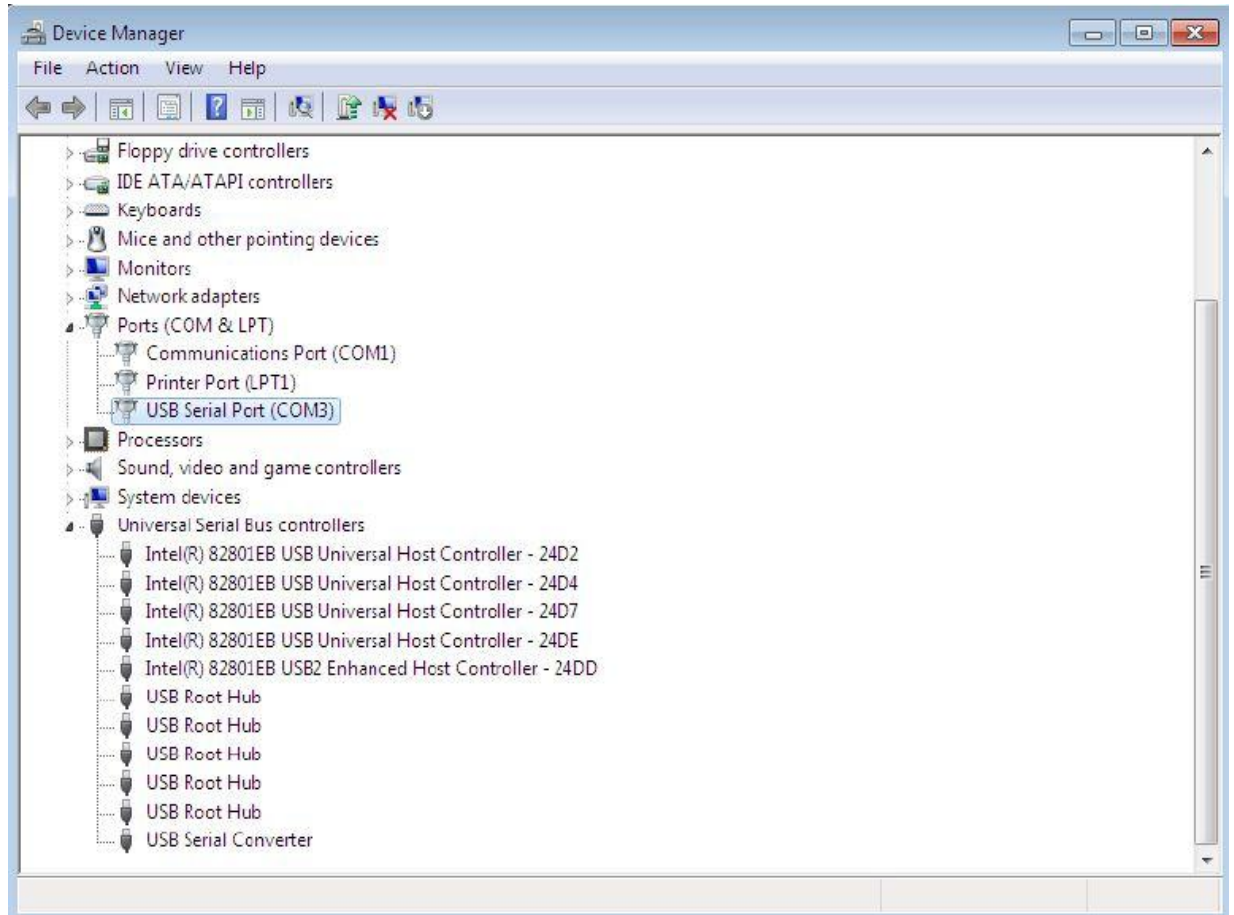 Device Manager
File Action View Help
Floppy drive controllers
IDE ATA/ATAPI controllers
Keyboards
Mice and other pointing devices
Monitors
Network adapters
Ports (COM & LPT)
Communications Port (COM1)
Printer Port (LPT1)
USB Serial Port (COM3)
Processors
Sound, video and game controllers
System devices
Universal Serial Bus controllers
Intel(R) 82801EB USB Universal Host Controller - 24D2
Intel(R) 82801EB USB Universal Host Controller - 24D4
Intel(R) 82801EB USB Universal Host Controller - 24D7
Intel(R) 82801EB USB Universal Host Controller - 24DE
Intel(R) 82801EB USB2 Enhanced Host Controller - 24DD
USB Root Hub
USB Root Hub
USB Root Hub
USB Root Hub
USB Root Hub
USB Serial Converter